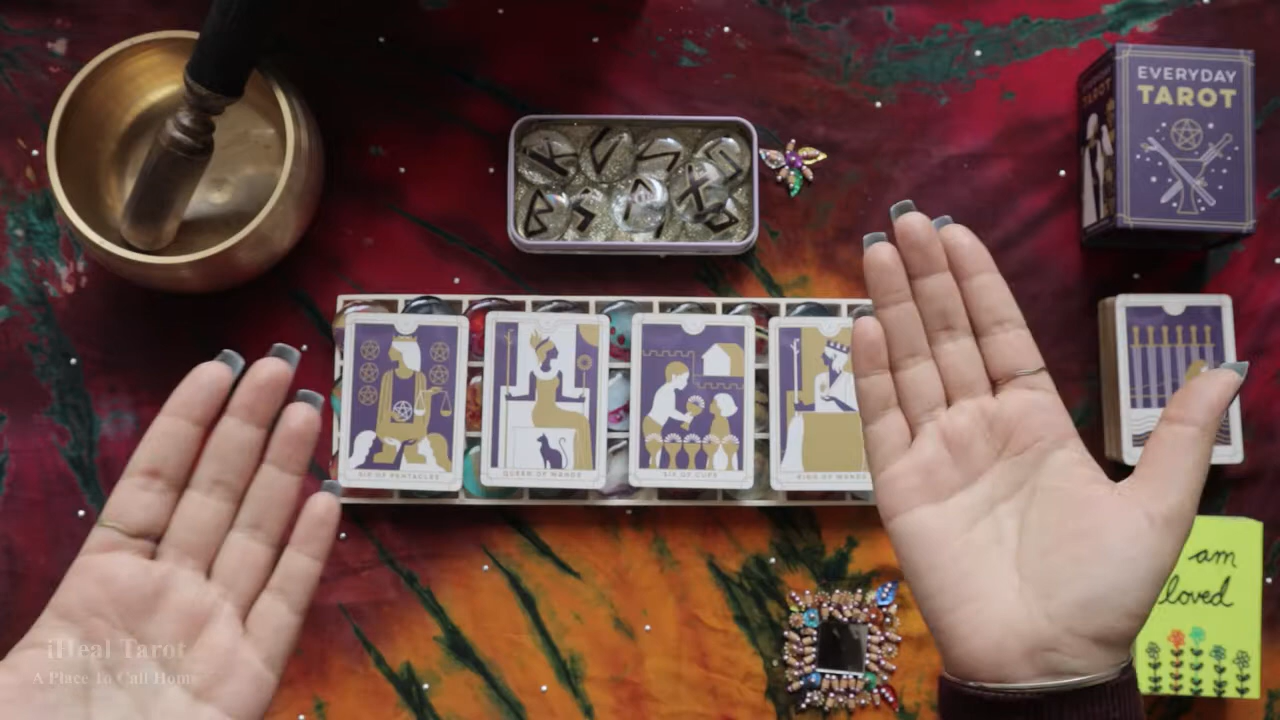 EVERYDAY
TAROT
TAROT
SIX OF PENTACLES
QUEEN OF WANDS
SIX OF CUPS
KING OF WANDS
am
loved
iHeal Tarot
A Place To Call Home